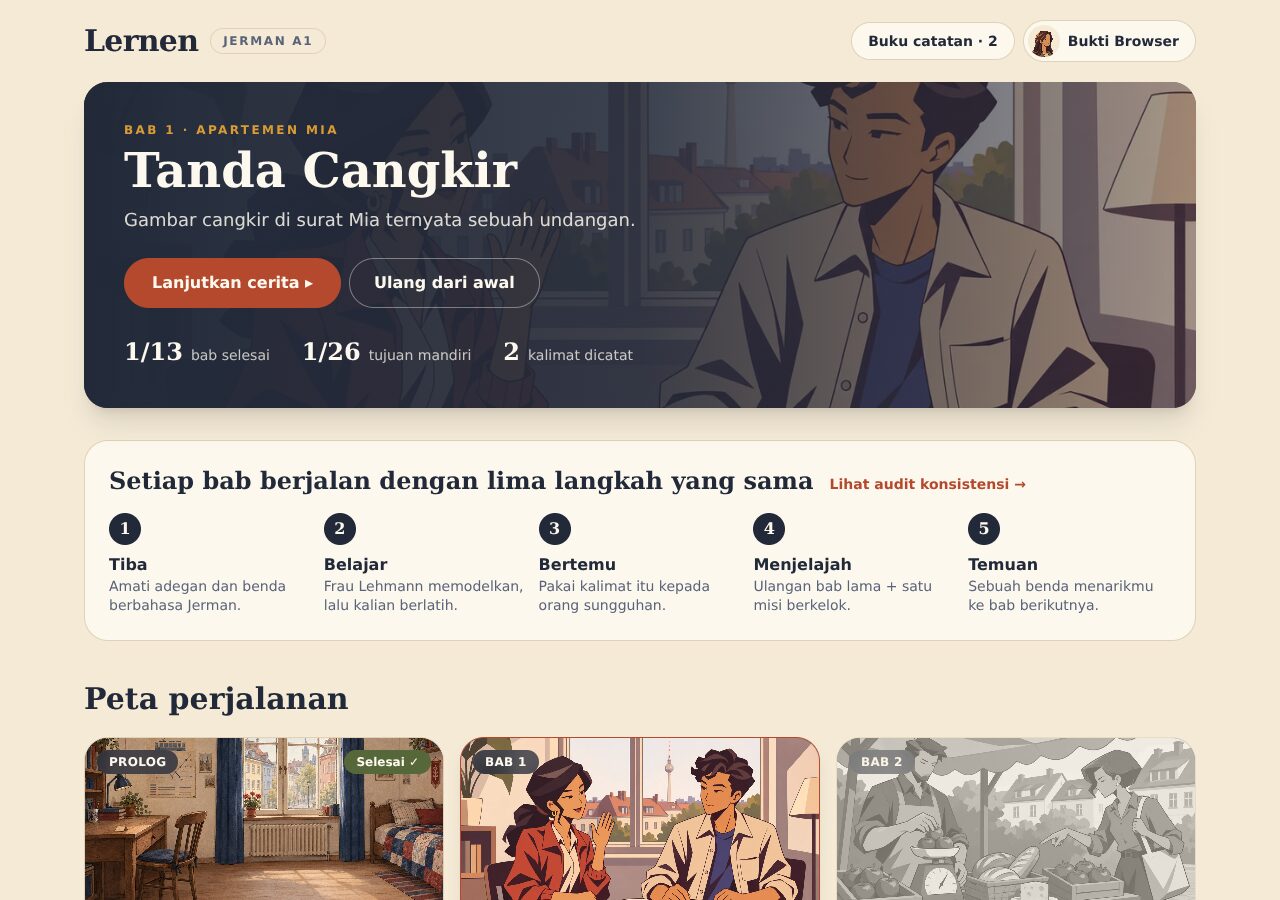 Lernen
JERMAN A1
Buku catatan · 2
Bukti Browser
BAB 1 · APARTEMEN MIA
Tanda Cangkir
Gambar cangkir di surat Mia ternyata sebuah undangan.
Lanjutkan cerita ▸
Ulang dari awal
1/13 bab selesai
1/26 tujuan mandiri
2 kalimat dicatat
Setiap bab berjalan dengan lima langkah yang sama
Lihat audit konsistensi →
1
Tiba
Amati adegan dan benda
berbahasa Jerman.
2
Belajar
Frau Lehmann memodelkan,
lalu kalian berlatih.
3
Bertemu
Pakai kalimat itu kepada
orang sungguhan.
4
Menjelajah
Ulangan bab lama + satu
misi berkelok.
5
Temuan
Sebuah benda menarikmu
ke bab berikutnya.
Peta perjalanan
PROLOG
Selesai ✓
BAB 1
BAB 2